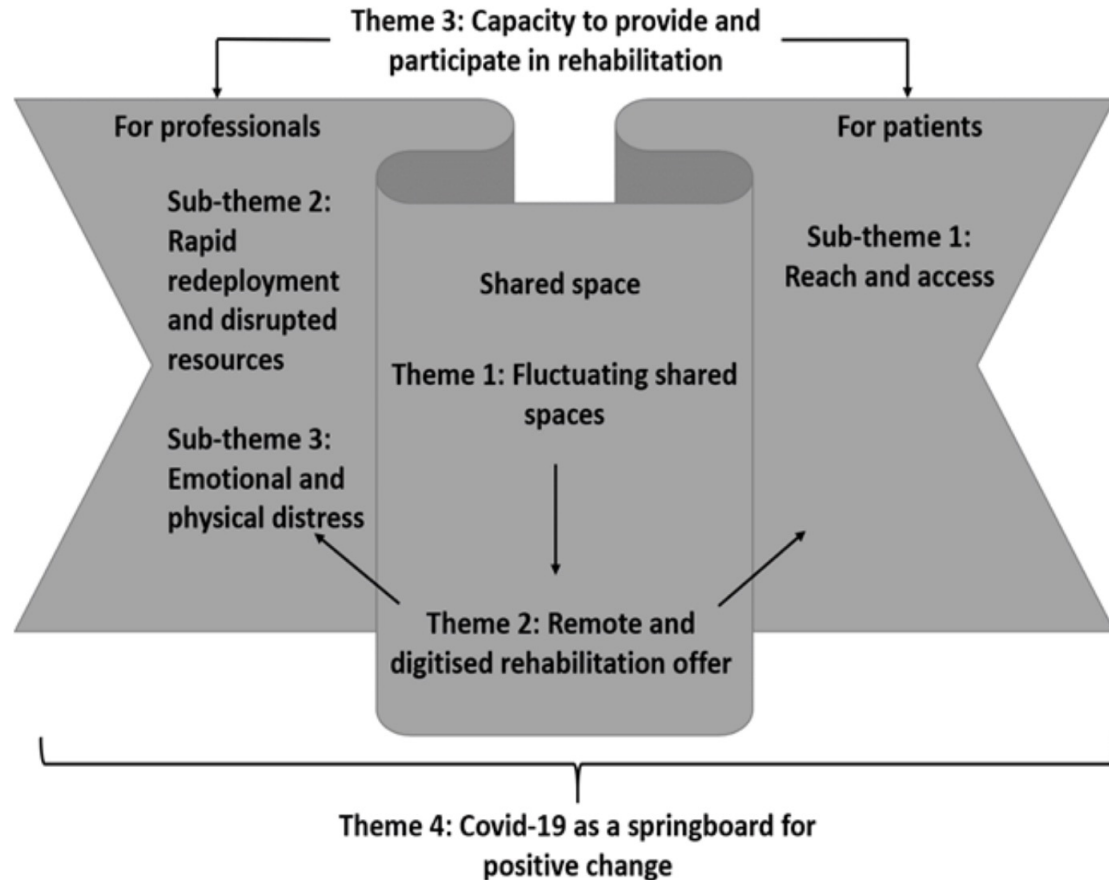 Theme 3: Capacity to provide and
participate in rehabilitation
For professionals
Sub-theme 2:
Rapid
redeployment
and disrupted
resources
Sub-theme 3:
Emotional and
physical distress
Shared space
Theme 1: Fluctuating shared
spaces
Theme 2: Remote and
digitised rehabilitation offer
For patients
Sub-theme 1:
Reach and access
Theme 4: Covid-19 as a springboard for
positive change